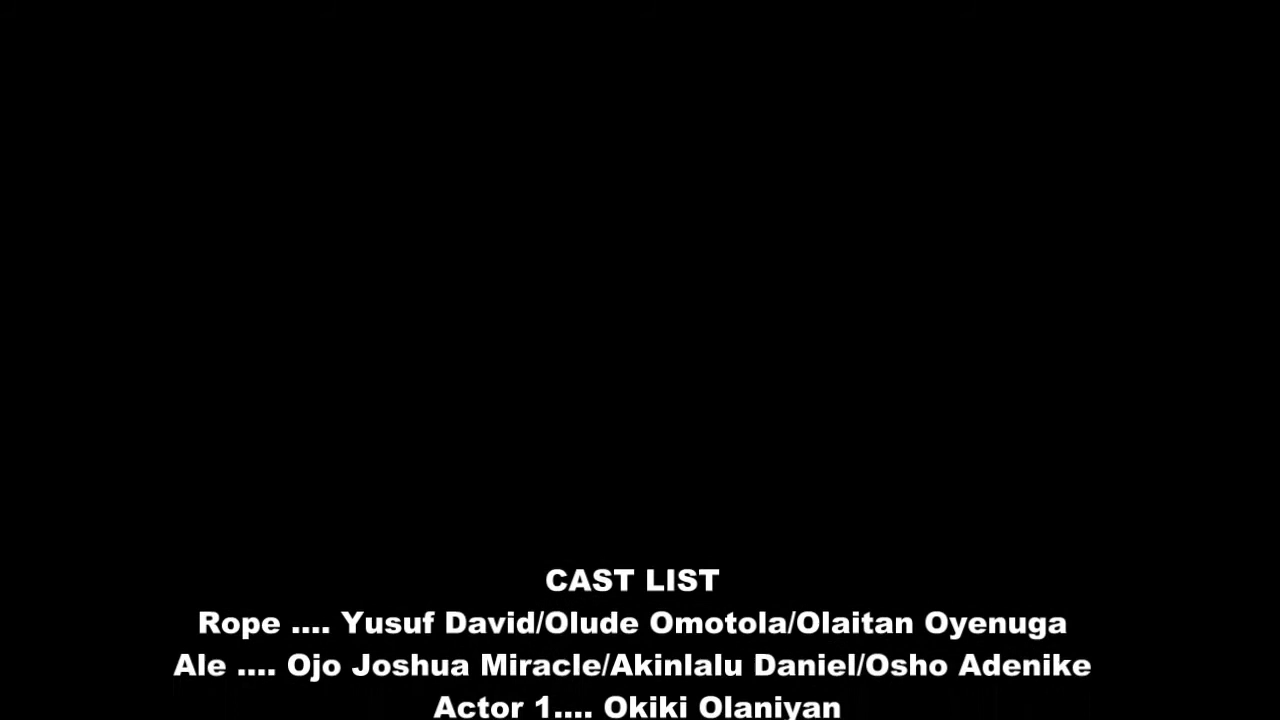 CAST LIST
Rope .... Yusuf David/Olude Omotola/Olaitan Oyenuga
Ale .... Ojo Joshua Miracle/Akinlalu Daniel/Osho Adenike
Actor 1.... Okiki Olaniyan